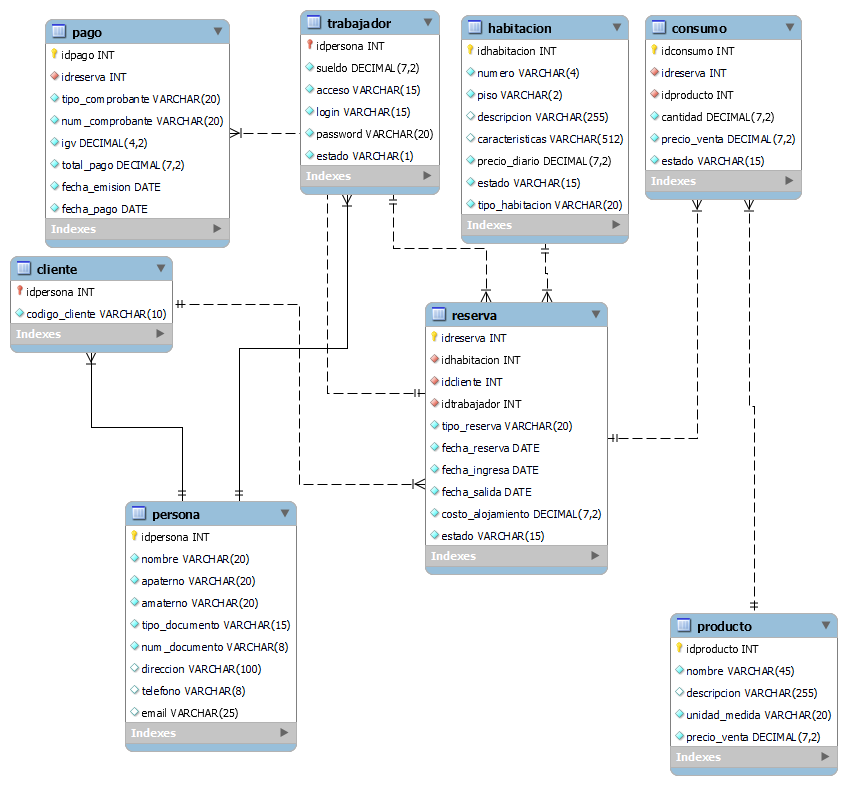 pago
idpago INT
idreserva INT
tipo_comprobante VARCHAR(20)
num_comprobante VARCHAR(20)
igv DECIMAL(4,2)
total_pago DECIMAL(7,2)
fecha_emision DATE
fecha_pago DATE
Indexes
trabajador
idpersona INT
sueldo DECIMAL(7,2)
acceso VARCHAR(15)
login VARCHAR(15)
password VARCHAR(20)
estado VARCHAR(1)
Indexes
habitacion
idhabitacion INT
numero VARCHAR(4)
piso VARCHAR(2)
descripcion VARCHAR(255)
caracteristicas VARCHAR(512)
precio_diario DECIMAL(7,2)
estado VARCHAR(15)
tipo_habitacion VARCHAR(20)
Indexes
consumo
idconsumo INT
idreserva INT
idproducto INT
cantidad DECIMAL(7,2)
precio_venta DECIMAL(7,2)
estado VARCHAR(15)
Indexes
cliente
idpersona INT
codigo_cliente VARCHAR(10)
Indexes
reserva
idreserva INT
idhabitacion INT
idcliente INT
idtrabajador INT
tipo_reserva VARCHAR(20)
fecha_reserva DATE
fecha_ingresa DATE
fecha_salida DATE
costo_alojamiento DECIMAL(7,2)
estado VARCHAR(15)
Indexes
persona
idpersona INT
nombre VARCHAR(20)
apaterno VARCHAR(20)
amaterno VARCHAR(20)
tipo_documento VARCHAR(15)
num_documento VARCHAR(8)
direccion VARCHAR(100)
telefono VARCHAR(8)
email VARCHAR(25)
Indexes
producto
idproducto INT
nombre VARCHAR(45)
descripcion VARCHAR(255)
unidad_medida VARCHAR(20)
precio_venta DECIMAL(7,2)
Indexes